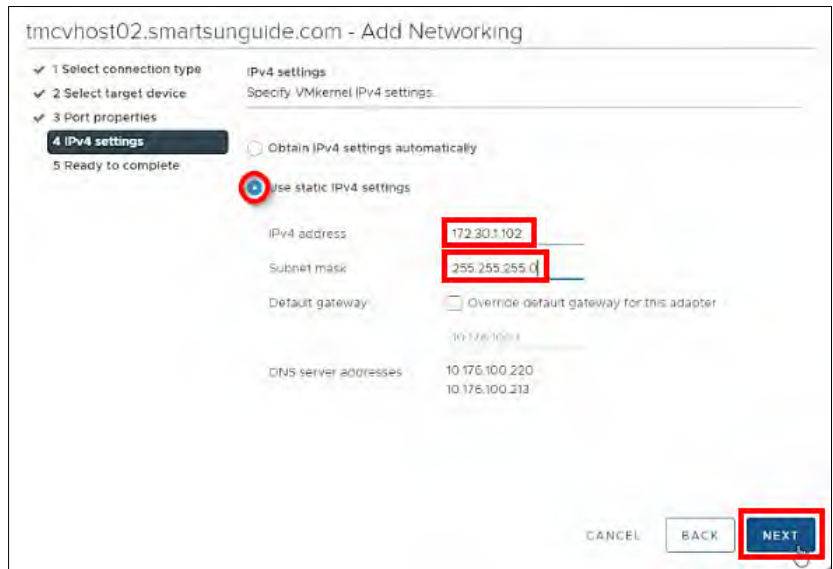 tmcvhost02.smartsunguide.com - Add Networking
✓ 1 Select connection type
✓ 2 Select target device
✓ 3 Port properties
4 IPv4 settings
5 Ready to complete
IPv4 settings
Specify VMkernel IPv4 settings.
Obtain IPv4 settings automatically
Use static IPv4 settings
IPv4 address 172.30.1.102
Subnet mask 255.255.255.0
Default gateway Override default gateway for this adapter
DNS server addresses 10.176.100.220
10.176.100.213
CANCEL BACK NEXT